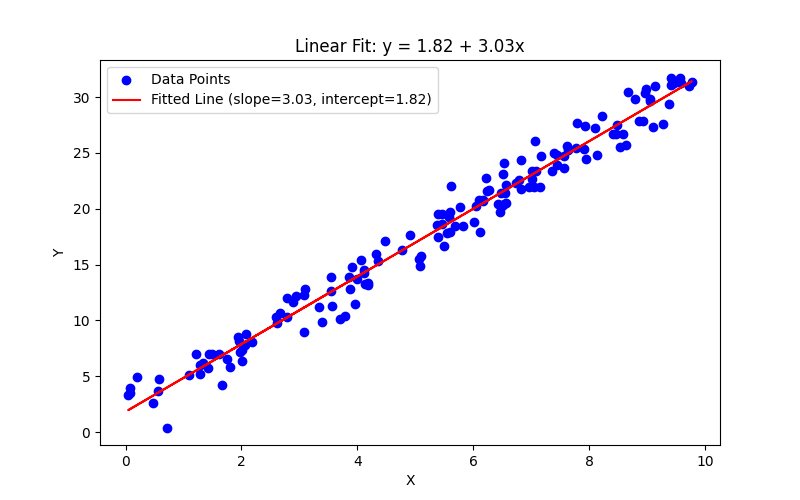 Linear Fit: y = 1.82 + 3.03x
Data Points
Fitted Line (slope=3.03, intercept=1.82)
30
25
20
15
10
5
0
Y
0 2 4 6 8 10
X